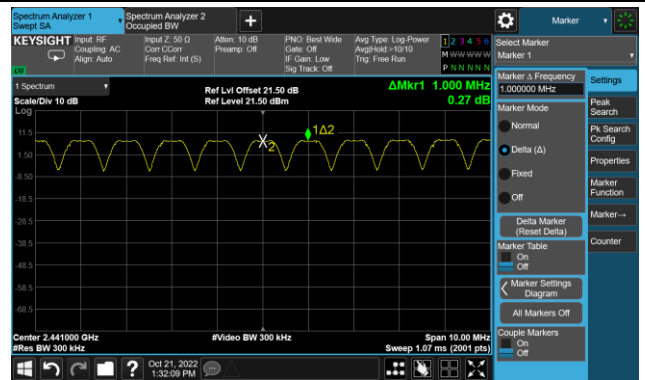 Spectrum Analyzer 1
Swept SA
Spectrum Analyzer 2
Occupied BW
Marker
KEYSIGHT
Input: RF
Coupling: AC
Align: Auto
Input Z: 50 Ω
Corr CCorr
Freq Ref: Int (S)
Atten: 10 dB
Preamp: Off
PNO: Best Wide
Gate: Off
IF Gain: Low
Sig Track: Off
Avg Type: Log-Power
Avg|Hold:>10/10
Trig: Free Run
1 2 3 4 5 6
M W W W W W
P N N N N N
Select Marker
Marker 1
1 Spectrum
Scale/Div 10 dB
Log
Ref Lvl Offset 21.50 dB
Ref Level 21.50 dBm
ΔMkr1 1.000 MHz
0.27 dB
11.5
1.50
-8.50
-18.5
-28.5
-38.5
-48.5
-58.5
-68.5
1Δ2
2
Center 2.441000 GHz
#Res BW 300 kHz
#Video BW 300 kHz
Span 10.00 MHz
Sweep 1.07 ms (2001 pts)
Marker Δ Frequency
1.000000 MHz
Marker Mode
Normal
Delta (Δ)
Fixed
Off
Delta Marker
(Reset Delta)
Marker Table
On
Off
Marker Settings
Diagram
All Markers Off
Couple Markers
On
Off
Settings
Peak
Search
Pk Search
Config
Properties
Marker
Function
Marker→
Counter
?
Oct 21, 2022
1:32:09 PM